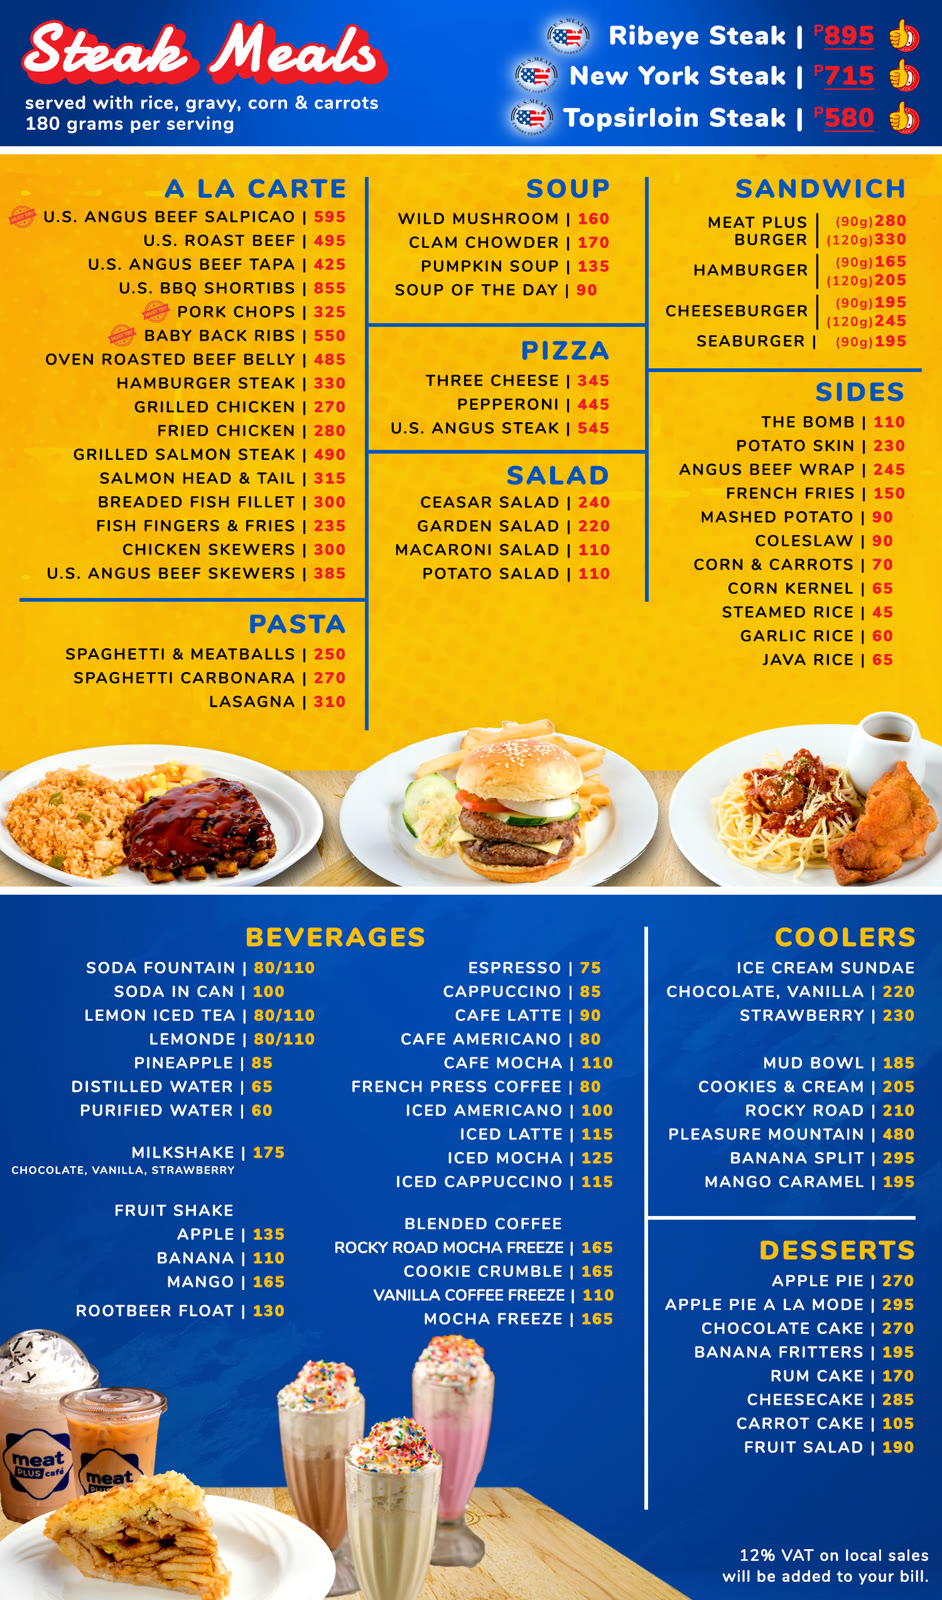 Steak Meals
served with rice, gravy, corn & carrots
180 grams per serving
Ribeye Steak | P895
New York Steak | P715
Topsirloin Steak | P580
A LA CARTE
U.S. ANGUS BEEF SALPICAO | 595
U.S. ROAST BEEF | 495
U.S. ANGUS BEEF TAPA | 425
U.S. BBQ SHORTIBS | 855
PORK CHOPS | 325
BABY BACK RIBS | 550
OVEN ROASTED BEEF BELLY | 485
HAMBURGER STEAK | 330
GRILLED CHICKEN | 270
FRIED CHICKEN | 280
GRILLED SALMON STEAK | 490
SALMON HEAD & TAIL | 315
BREADED FISH FILLET | 300
FISH FINGERS & FRIES | 235
CHICKEN SKEWERS | 300
U.S. ANGUS BEEF SKEWERS | 385
PASTA
SPAGHETTI & MEATBALLS | 250
SPAGHETTI CARBONARA | 270
LASAGNA | 310
SOUP
WILD MUSHROOM | 160
CLAM CHOWDER | 170
PUMPKIN SOUP | 135
SOUP OF THE DAY | 90
PIZZA
THREE CHEESE | 345
PEPPERONI | 445
U.S. ANGUS STEAK | 545
SALAD
CEASAR SALAD | 240
GARDEN SALAD | 220
MACARONI SALAD | 110
POTATO SALAD | 110
SANDWICH
MEAT PLUS BURGER | (90g)280
(120g)330
HAMBURGER | (90g)165
(120g)205
CHEESEBURGER | (90g)195
(120g)245
SEABURGER | (90g)195
SIDES
THE BOMB | 110
POTATO SKIN | 230
ANGUS BEEF WRAP | 245
FRENCH FRIES | 150
MASHED POTATO | 90
COLESLAW | 90
CORN & CARROTS | 70
CORN KERNEL | 65
STEAMED RICE | 45
GARLIC RICE | 60
JAVA RICE | 65
BEVERAGES
SODA FOUNTAIN | 80/110
SODA IN CAN | 100
LEMON ICED TEA | 80/110
LEMONDE | 80/110
PINEAPPLE | 85
DISTILLED WATER | 65
PURIFIED WATER | 60
MILKSHAKE | 175
CHOCOLATE, VANILLA, STRAWBERRY
FRUIT SHAKE
APPLE | 135
BANANA | 110
MANGO | 165
ROOTBEER FLOAT | 130
ESPRESSO | 75
CAPPUCCINO | 85
CAFE LATTE | 90
CAFE AMERICANO | 80
CAFE MOCHA | 110
FRENCH PRESS COFFEE | 80
ICED AMERICANO | 100
ICED LATTE | 115
ICED MOCHA | 125
ICED CAPPUCCINO | 115
BLENDED COFFEE
ROCKY ROAD MOCHA FREEZE | 165
COOKIE CRUMBLE | 165
VANILLA COFFEE FREEZE | 110
MOCHA FREEZE | 165
COOLERS
ICE CREAM SUNDAE
CHOCOLATE, VANILLA | 220
STRAWBERRY | 230
MUD BOWL | 185
COOKIES & CREAM | 205
ROCKY ROAD | 210
PLEASURE MOUNTAIN | 480
BANANA SPLIT | 295
MANGO CARAMEL | 195
DESSERTS
APPLE PIE | 270
APPLE PIE A LA MODE | 295
CHOCOLATE CAKE | 270
BANANA FRITTERS | 195
RUM CAKE | 170
CHEESECAKE | 285
CARROT CAKE | 105
FRUIT SALAD | 190
meat
PLUS café
meat
12% VAT on local sales
will be added to your bill.